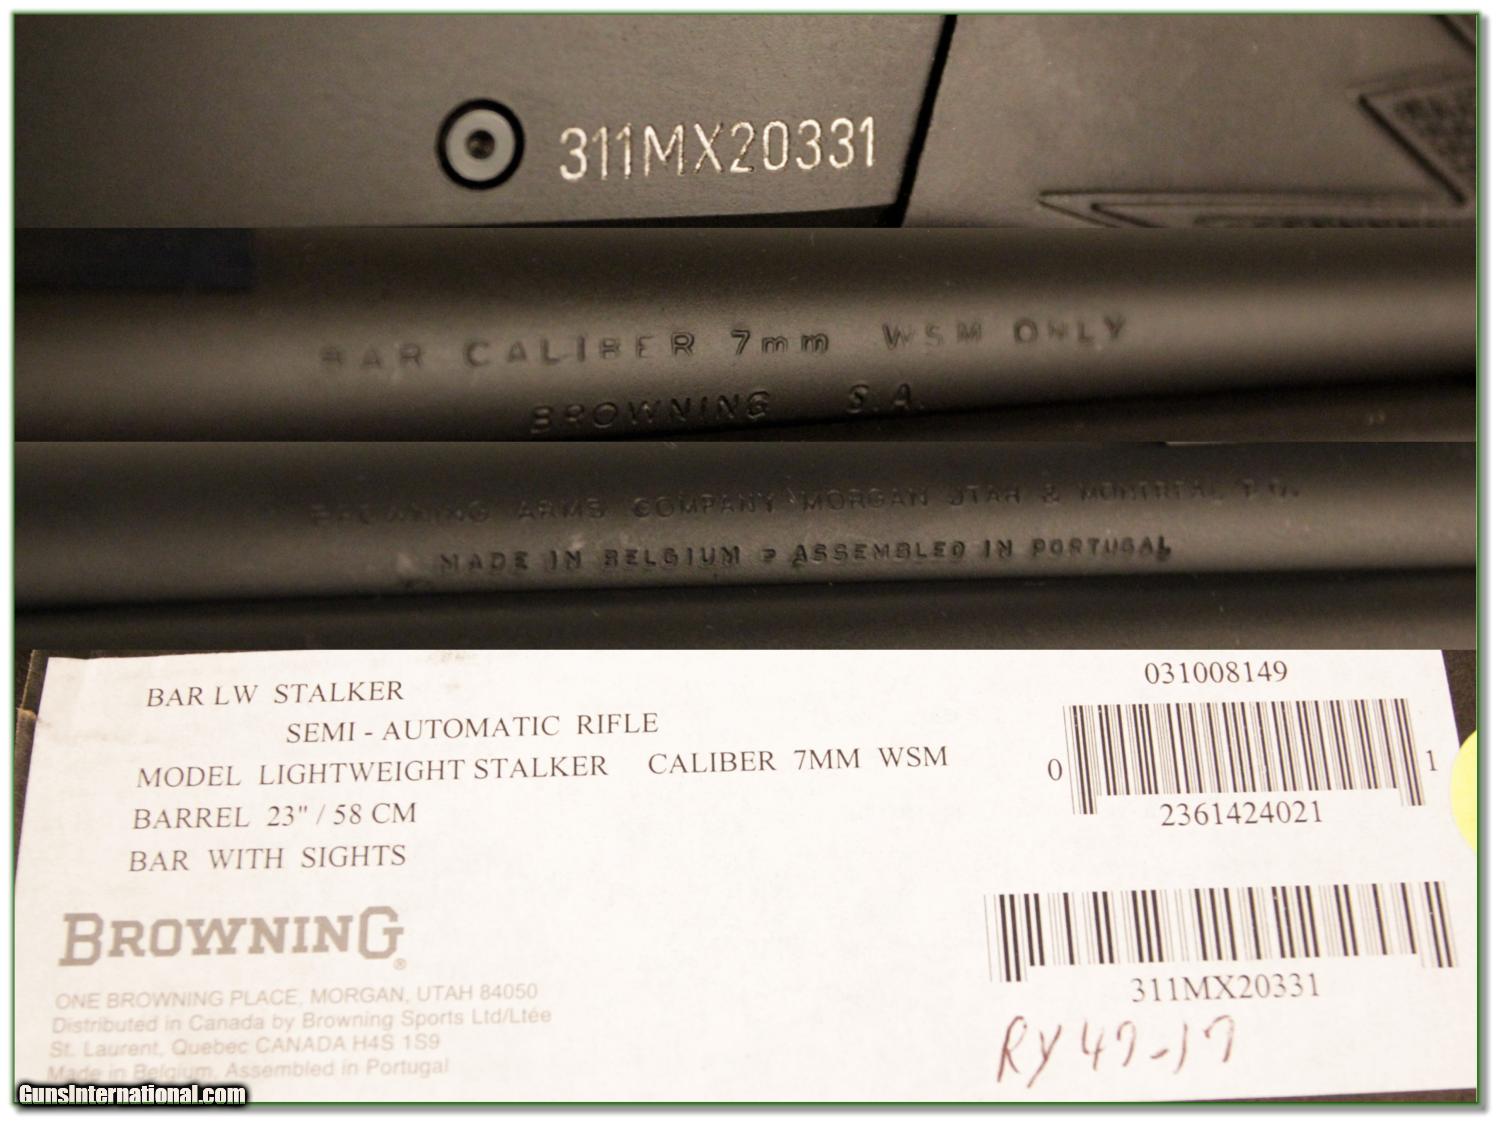 311MX20331
BAR CALIBER 7mm WSM ONLY
BROWNING S.A.
BROWNING ARMS COMPANY MORGAN UTAH & MONTREAL P.Q.
MADE IN BELGIUM - ASSEMBLED IN PORTUGAL
BAR LW STALKER
SEMI - AUTOMATIC RIFLE
MODEL LIGHTWEIGHT STALKER CALIBER 7MM WSM
BARREL 23" / 58 CM
BAR WITH SIGHTS
031008149
0 1
2361424021
311MX20331
RY 47-17
BROWNING®
ONE BROWNING PLACE, MORGAN, UTAH 84050
Distributed in Canada by Browning Sports Ltd/Ltée
St. Laurent, Quebec CANADA H4S 1S9
Made in Belgium, Assembled in Portugal
GunsInternational.com